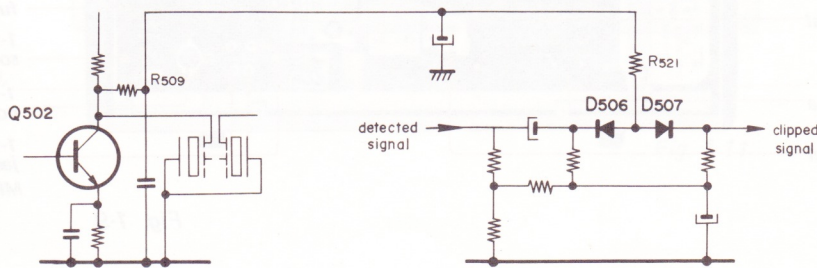 R509
R521
Q502
D506 D507
detected
signal
clipped
signal